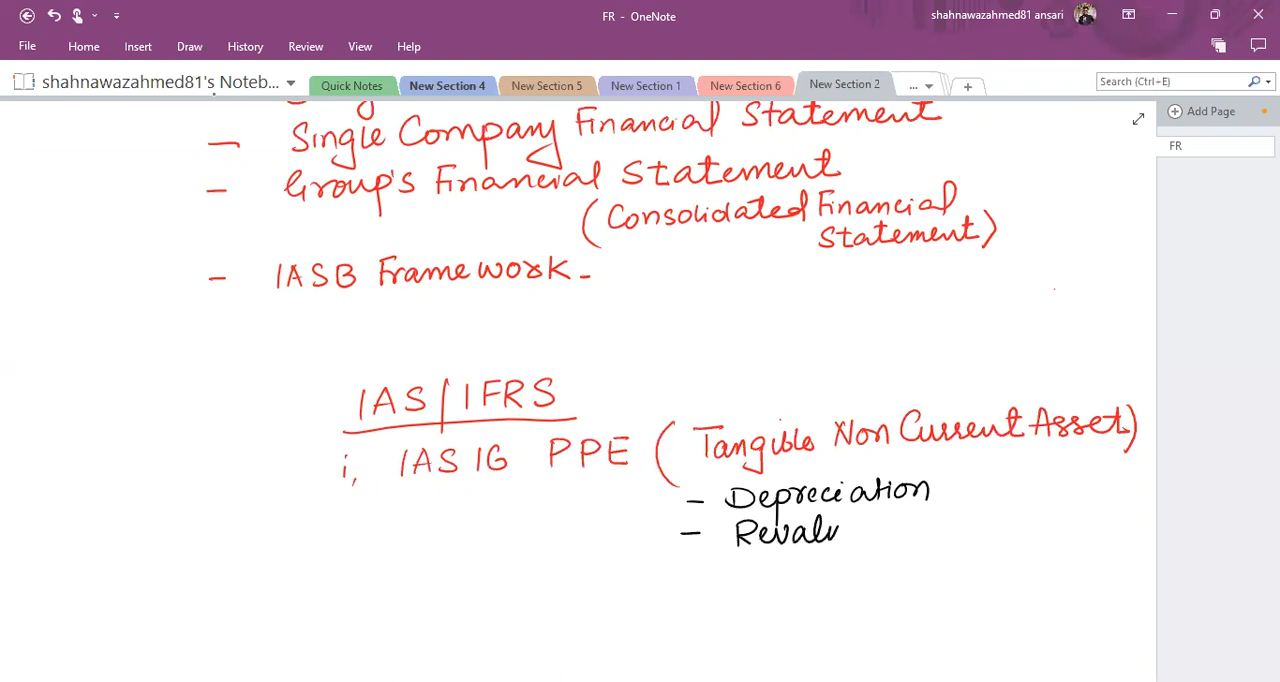 FR - OneNote
shahnawazahmed81 ansari
File Home Insert Draw History Review View Help
shahnawazahmed81's Noteb... Quick Notes New Section 4 New Section 5 New Section 1 New Section 6 New Section 2 ... + Search (Ctrl+E)
Add Page
FR
- Single Company Financial Statement
- Group's Financial Statement
(Consolidated Financial
Statement)
- IASB Framework -
IAS/IFRS
i, IAS 16 PPE (Tangible Non Current Asset)
- Depreciation
- Revalu